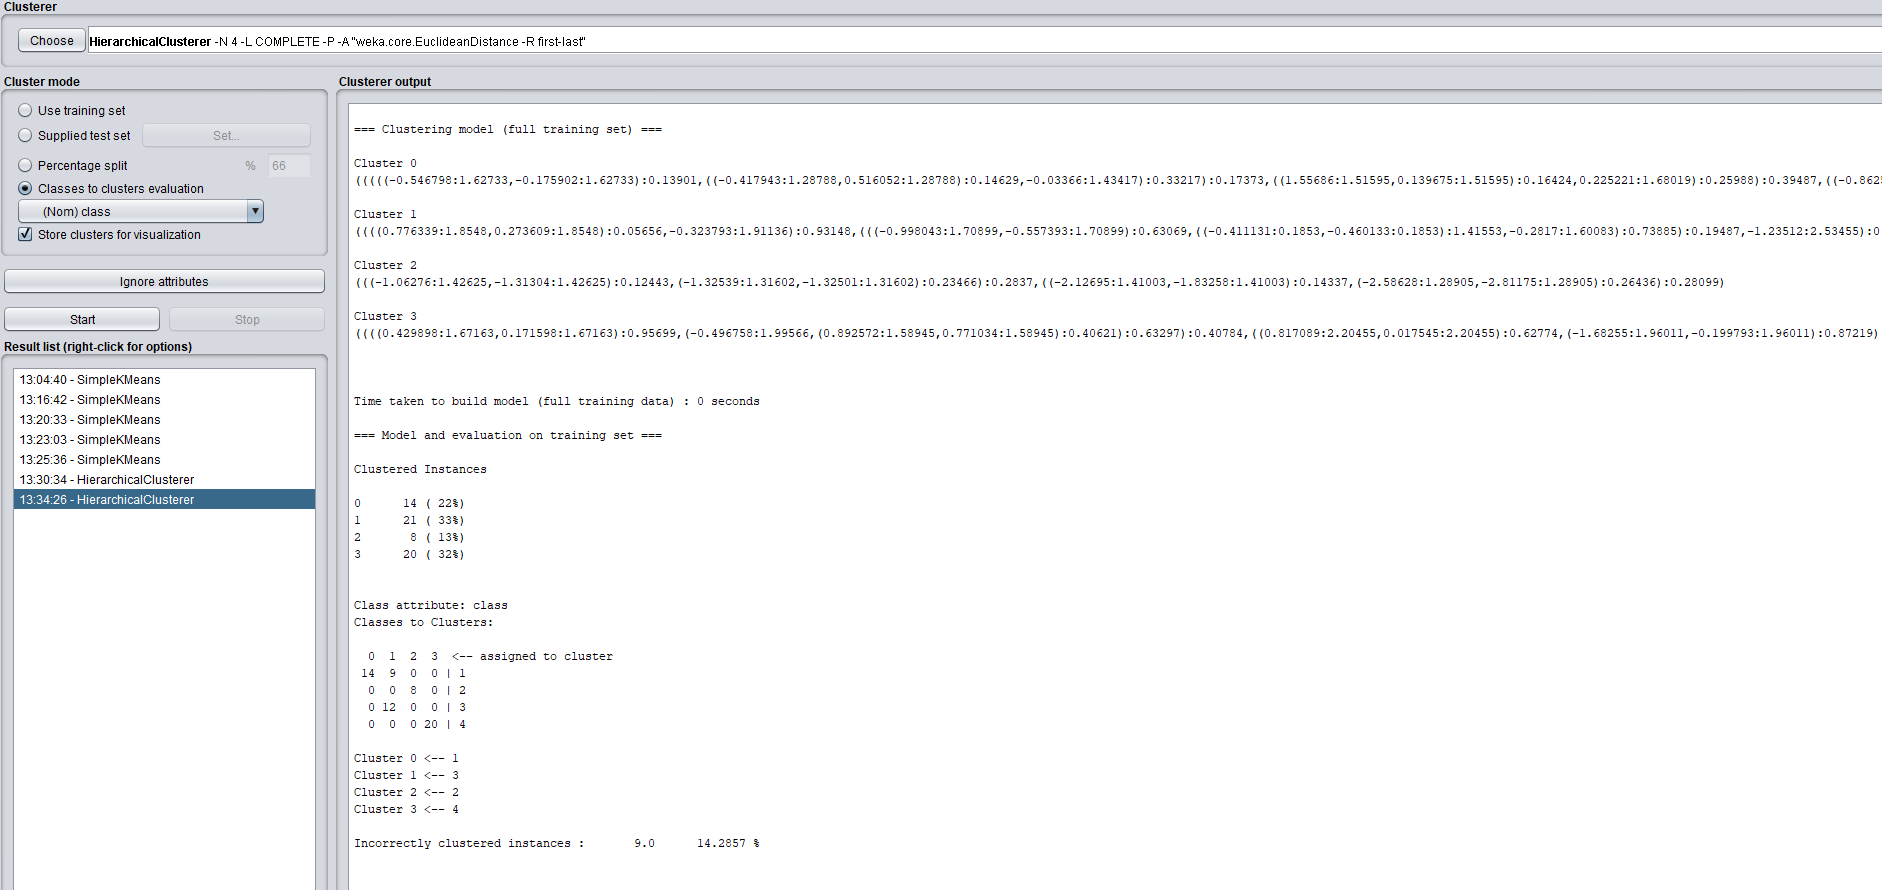 Clusterer
Choose HierarchicalClusterer -N 4 -L COMPLETE -P -A "weka.core.EuclideanDistance -R first-last"
Cluster mode
Use training set
Supplied test set Set...
Percentage split % 66
Classes to clusters evaluation
(Nom) class
Store clusters for visualization
Ignore attributes
Start Stop
Result list (right-click for options)
13:04:40 - SimpleKMeans
13:16:42 - SimpleKMeans
13:20:33 - SimpleKMeans
13:23:03 - SimpleKMeans
13:25:36 - SimpleKMeans
13:30:34 - HierarchicalClusterer
13:34:26 - HierarchicalClusterer
Clusterer output
=== Clustering model (full training set) ===
Cluster 0
(((((-0.546798:1.62733,-0.175902:1.62733):0.13901,((-0.417943:1.28788,0.516052:1.28788):0.14629,-0.03366:1.43417):0.33217):0.17373,((1.55686:1.51595,0.139675:1.51595):0.16424,0.225221:1.68019):0.25988):0.39487,((-0.862
Cluster 1
((((0.776339:1.8548,0.273609:1.8548):0.05656,-0.323793:1.91136):0.93148,(((-0.998043:1.70899,-0.557393:1.70899):0.63069,((-0.411131:0.1853,-0.460133:0.1853):1.41553,-0.2817:1.60083):0.73885):0.19487,-1.23512:2.53455):0
Cluster 2
(((-1.06276:1.42625,-1.31304:1.42625):0.12443,(-1.32539:1.31602,-1.32501:1.31602):0.23466):0.2837,((-2.12695:1.41003,-1.83258:1.41003):0.14337,(-2.58628:1.28905,-2.81175:1.28905):0.26436):0.28099)
Cluster 3
((((0.429898:1.67163,0.171598:1.67163):0.95699,(-0.496758:1.99566,(0.892572:1.58945,0.771034:1.58945):0.40621):0.63297):0.40784,((0.817089:2.20455,0.017545:2.20455):0.62774,(-1.68255:1.96011,-0.199793:1.96011):0.87219)
Time taken to build model (full training data) : 0 seconds
=== Model and evaluation on training set ===
Clustered Instances
0 14 ( 22%)
1 21 ( 33%)
2 8 ( 13%)
3 20 ( 32%)
Class attribute: class
Classes to Clusters:
0 1 2 3 <-- assigned to cluster
14 9 0 0 | 1
0 0 8 0 | 2
0 12 0 0 | 3
0 0 0 20 | 4
Cluster 0 <-- 1
Cluster 1 <-- 3
Cluster 2 <-- 2
Cluster 3 <-- 4
Incorrectly clustered instances : 9.0 14.2857 %